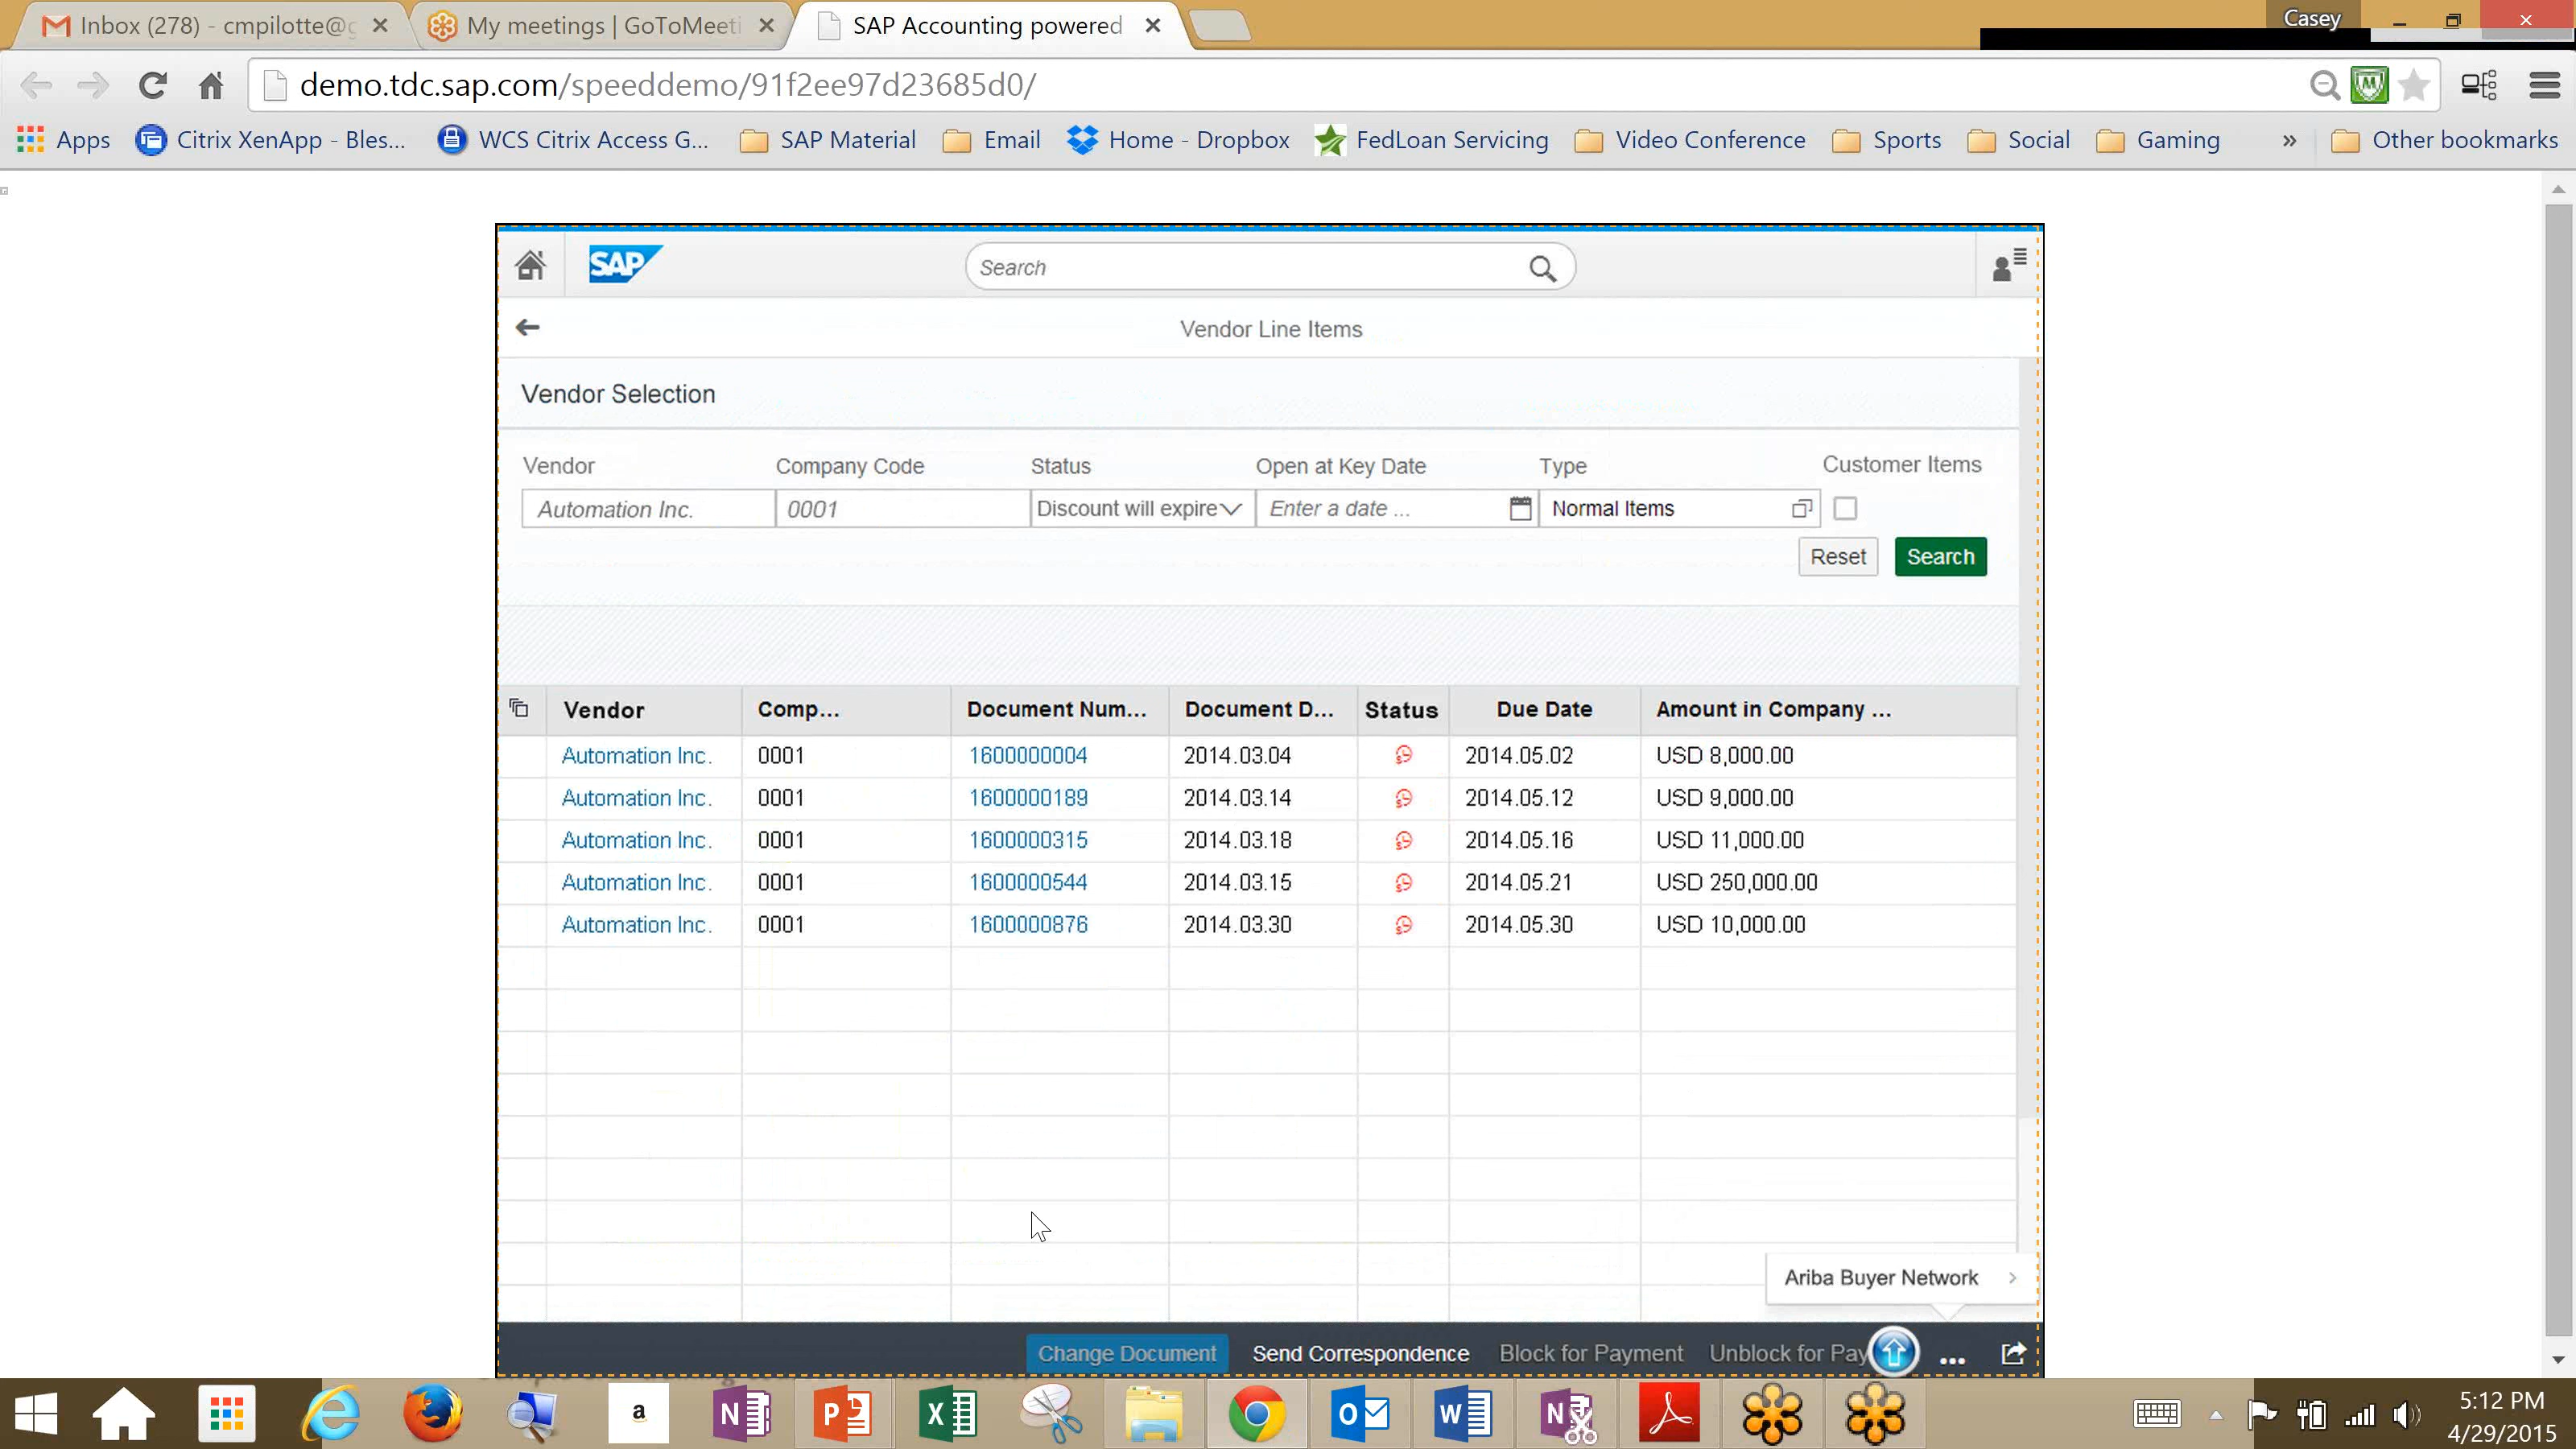 Inbox (278) - cmpilotte@g
My meetings | GoToMeeti
SAP Accounting powered
Casey
demo.tdc.sap.com/speeddemo/91f2ee97d23685d0/
Apps
Citrix XenApp - Bles...
WCS Citrix Access G...
SAP Material
Email
Home - Dropbox
FedLoan Servicing
Video Conference
Sports
Social
Gaming
»
Other bookmarks
SAP
Search
Vendor Line Items
Vendor Selection
Vendor Company Code Status Open at Key Date Type Customer Items
Automation Inc. 0001 Discount will expire Enter a date ... Normal Items
Reset Search
Vendor Comp... Document Num... Document D... Status Due Date Amount in Company ...
Automation Inc. 0001 1600000004 2014.03.04 2014.05.02 USD 8,000.00
Automation Inc. 0001 1600000189 2014.03.14 2014.05.12 USD 9,000.00
Automation Inc. 0001 1600000315 2014.03.18 2014.05.16 USD 11,000.00
Automation Inc. 0001 1600000544 2014.03.15 2014.05.21 USD 250,000.00
Automation Inc. 0001 1600000876 2014.03.30 2014.05.30 USD 10,000.00
Ariba Buyer Network
Change Document Send Correspondence Block for Payment Unblock for Pay ...
5:12 PM
4/29/2015